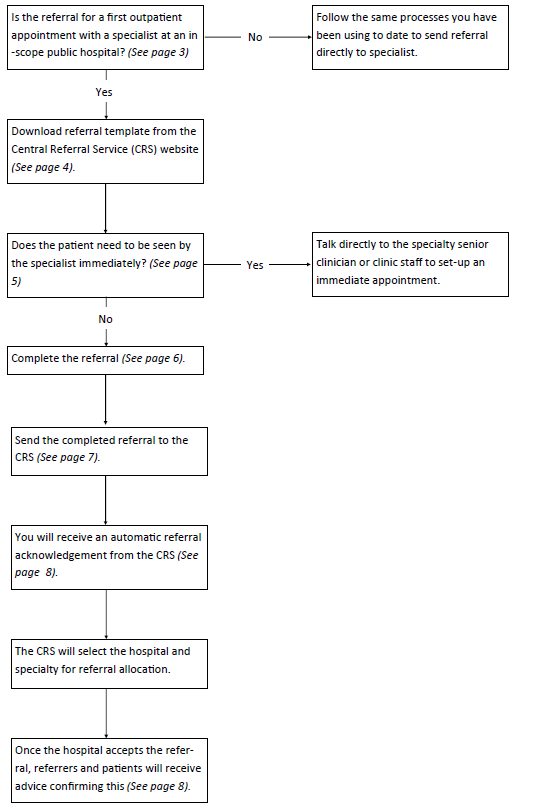 Is the referral for a first outpatient
appointment with a specialist at an in
-scope public hospital? (See page 3)
No
Follow the same processes you have
been using to date to send referral
directly to specialist.
Yes
Download referral template from the
Central Referral Service (CRS) website
(See page 4).
Does the patient need to be seen by
the specialist immediately? (See page
5)
Yes
Talk directly to the specialty senior
clinician or clinic staff to set-up an
immediate appointment.
No
Complete the referral (See page 6).
Send the completed referral to the
CRS (See page 7).
You will receive an automatic referral
acknowledgement from the CRS (See
page  8).
The CRS will select the hospital and
specialty for referral allocation.
Once the hospital accepts the refer-
ral, referrers and patients will receive
advice confirming this (See page 8).